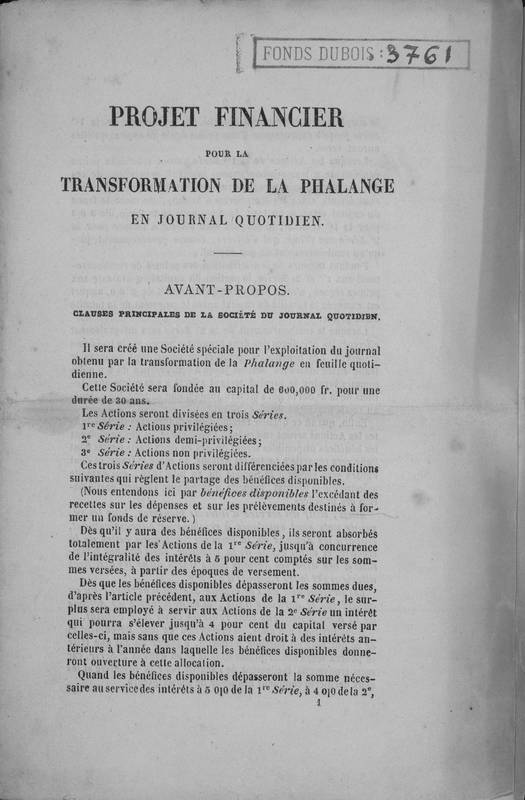 FONDS DUBOIS : 3761
PROJET FINANCIER
POUR LA
TRANSFORMATION DE LA PHALANGE
EN JOURNAL QUOTIDIEN.
AVANT-PROPOS.
CLAUSES PRINCIPALES DE LA SOCIÉTÉ DU JOURNAL QUOTIDIEN.
Il sera créé une Société spéciale pour l'exploitation du journal
obtenu par la transformation de la Phalange en feuille quoti-
dienne.
Cette Société sera fondée au capital de 600,000 fr. pour une
durée de 30 ans.
Les Actions seront divisées en trois Séries.
1re Série : Actions privilégiées;
2e Série : Actions demi-privilégiées;
3e Série : Actions non privilégiées.
Ces trois Séries d'Actions seront différenciées par les conditions
suivantes qui règlent le partage des bénéfices disponibles.
(Nous entendons ici par bénéfices disponibles l'excédant des
recettes sur les dépenses et sur les prélèvements destinés à for-
mer un fonds de réserve.)
Dès qu'il y aura des bénéfices disponibles, ils seront absorbés
totalement par les Actions de la 1re Série, jusqu'à concurrence
de l'intégralité des intérêts à 5 pour cent comptés sur les som-
mes versées, à partir des époques de versement.
Dès que les bénéfices disponibles dépasseront les sommes dues,
d'après l'article précédent, aux Actions de la 1re Série, le sur-
plus sera employé à servir aux Actions de la 2e Série un intérêt
qui pourra s'élever jusqu'à 4 pour cent du capital versé par
celles-ci, mais sans que ces Actions aient droit à des intérêts an-
térieurs à l'année dans laquelle les bénéfices disponibles donne-
ront ouverture à cette allocation.
Quand les bénéfices disponibles dépasseront la somme néces-
saire au service des intérêts à 5 0|0 de la 1re Série, à 4 0|0 de la 2e,
1